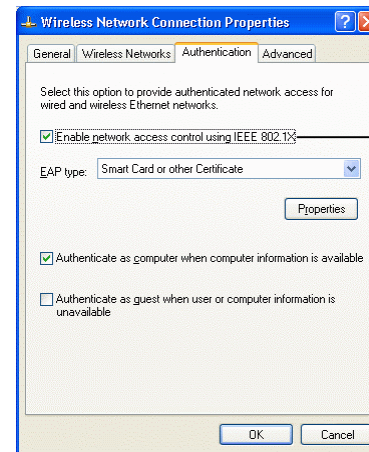 Wireless Network Connection Properties
General Wireless Networks Authentication Advanced
Select this option to provide authenticated network access for
wired and wireless Ethernet networks.
Enable network access control using IEEE 802.1X
EAP type: Smart Card or other Certificate
Properties
Authenticate as computer when computer information is available
Authenticate as guest when user or computer information is
unavailable
OK Cancel